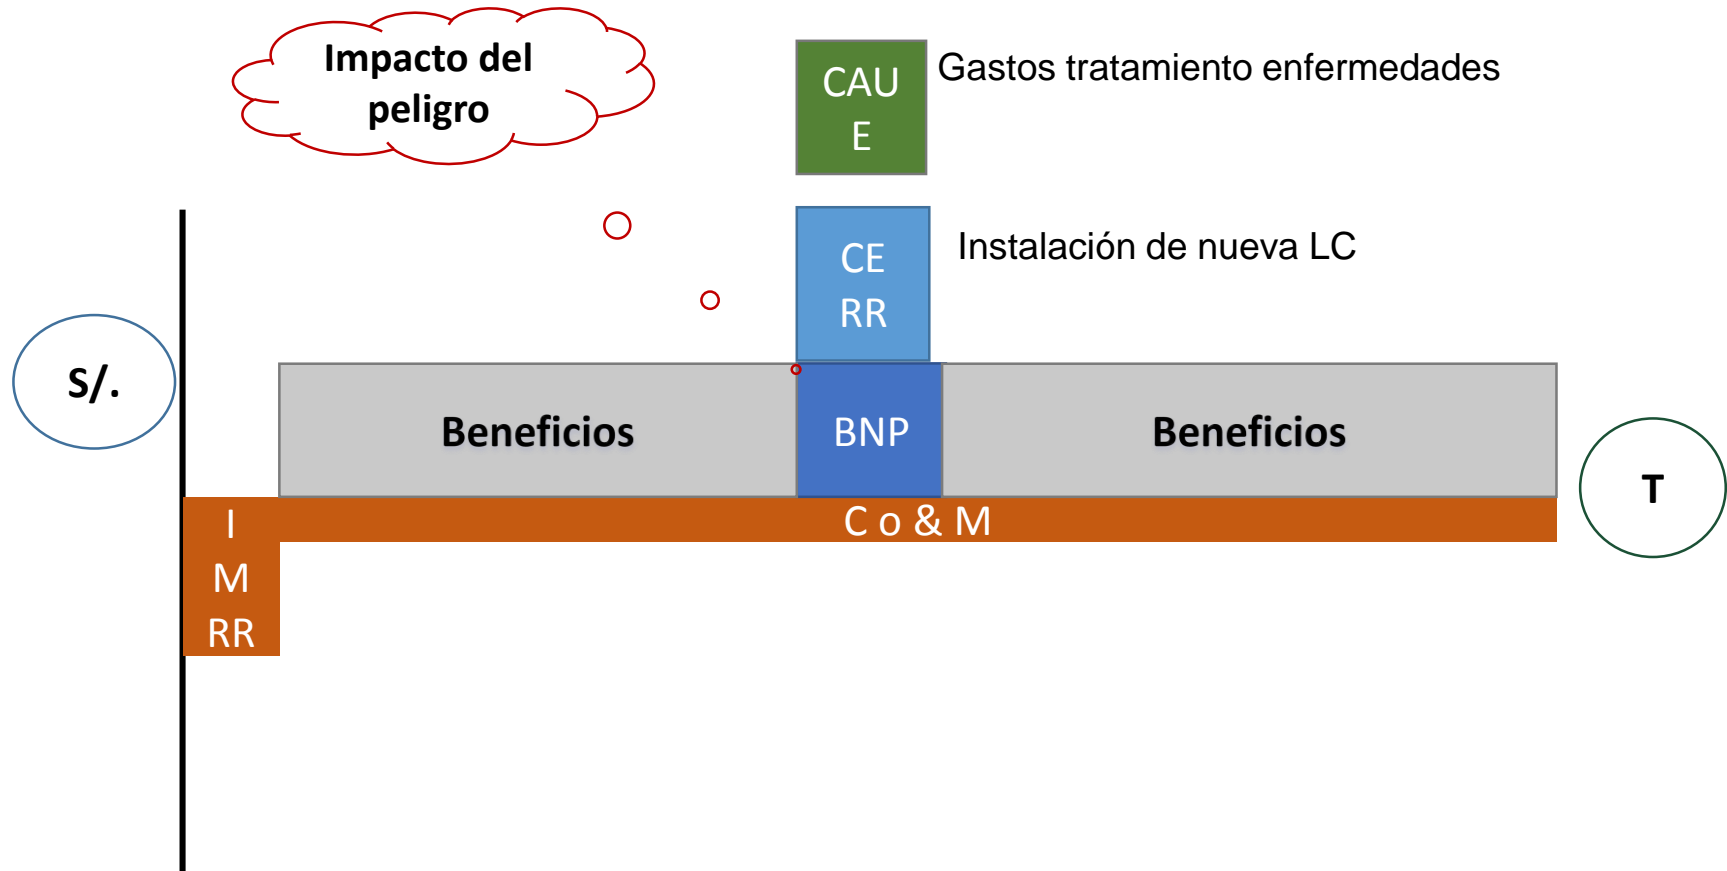 Impacto del
peligro
CAU
E
Gastos tratamiento enfermedades
CE
RR
Instalación de nueva LC
S/.
Beneficios
BNP
Beneficios
T
C o & M
I
M
RR